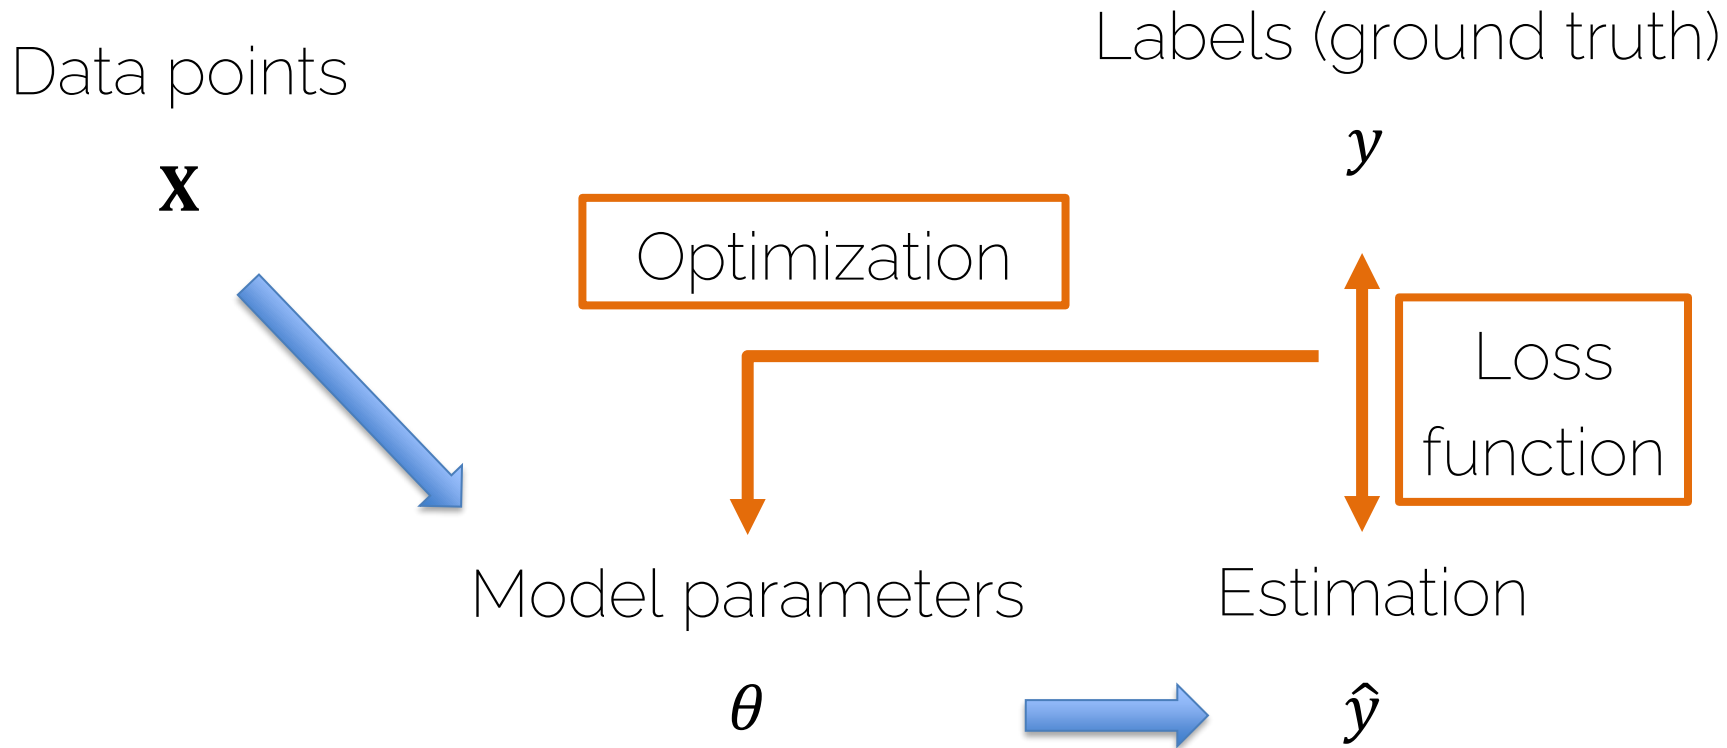 Data points
x
Labels (ground truth)
y
Optimization
Loss
function
Model parameters
θ
Estimation
ŷ